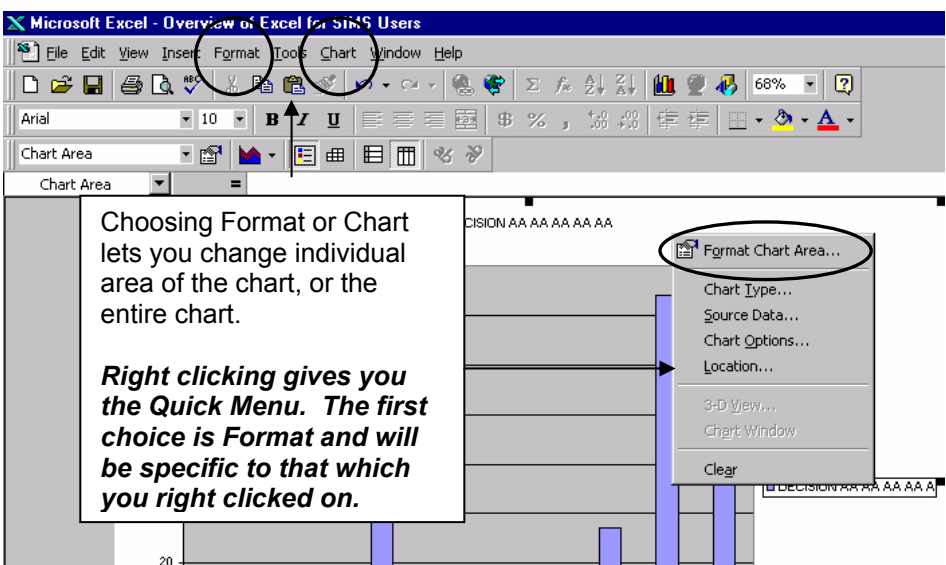 Microsoft Excel - Overview of Excel for SIMS Users
File Edit View Insert Format Tools Chart Window Help
68%
Arial 10 B I U $ % ,
Chart Area
Chart Area =
Choosing Format or Chart
lets you change individual
area of the chart, or the
entire chart.
Right clicking gives you
the Quick Menu. The first
choice is Format and will
be specific to that which
you right clicked on.
CISION AA AA AA AA AA
Format Chart Area...
Chart Type...
Source Data...
Chart Options...
Location...
3-D View...
Chart Window
Clear
DECISION AA AA AA AA A
20